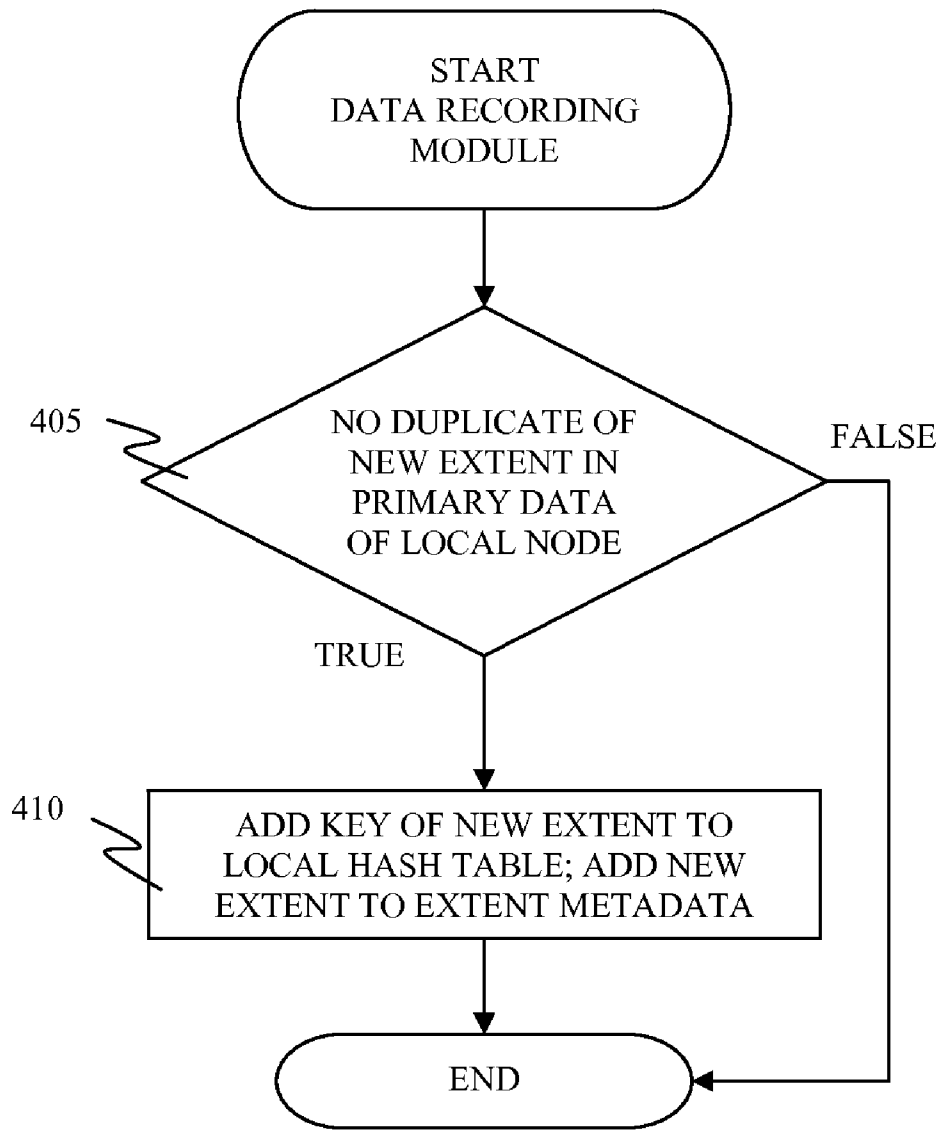 START
DATA RECORDING
MODULE
405
NO DUPLICATE OF
NEW EXTENT IN
PRIMARY DATA
OF LOCAL NODE
FALSE
TRUE
410
ADD KEY OF NEW EXTENT TO
LOCAL HASH TABLE; ADD NEW
EXTENT TO EXTENT METADATA
END